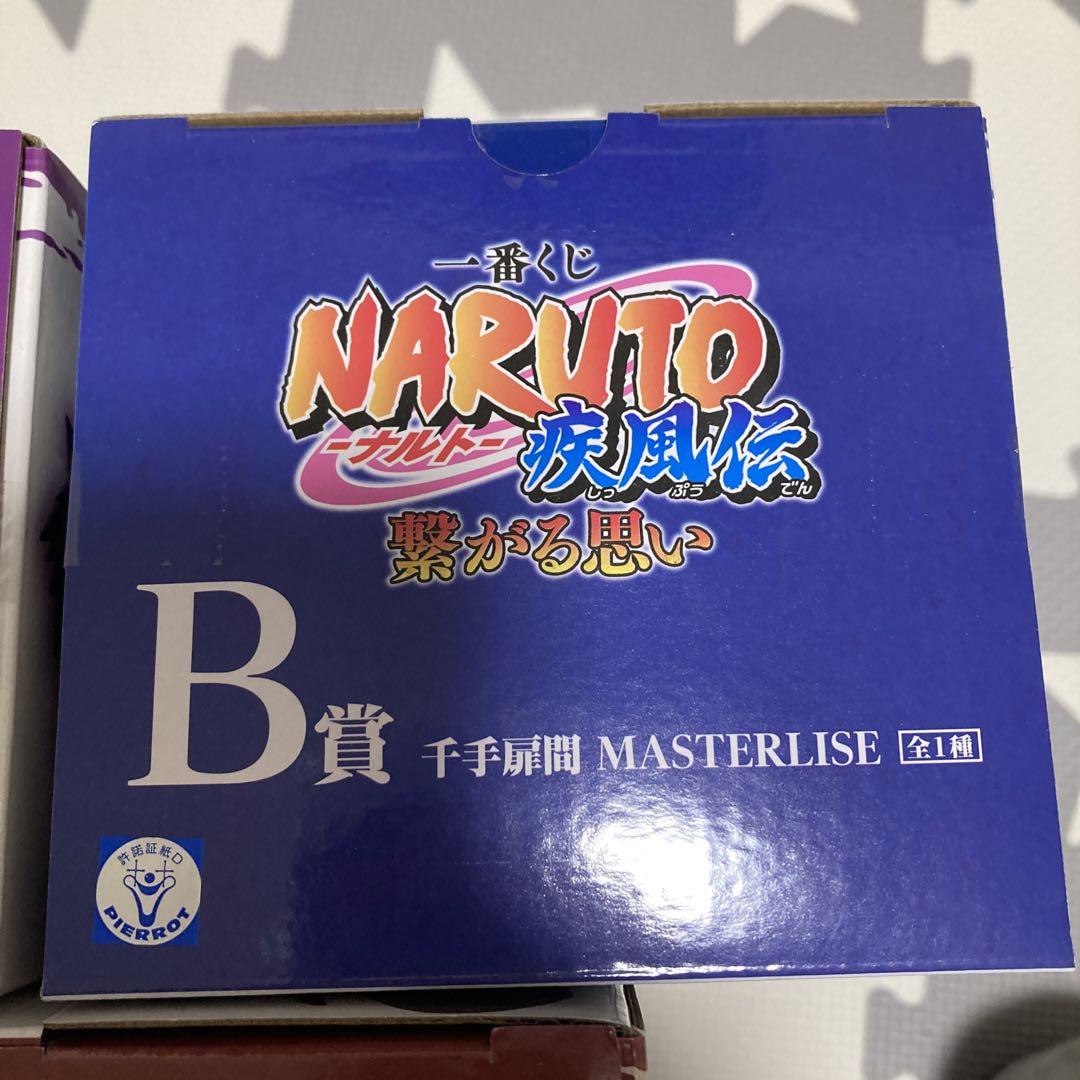 一番くじ
NARUTO
-ナルト-
疾風伝
しっ ぷう でん
繋がる思い
B賞 千手扉間 MASTERLISE 全1種
許諾証紙D
PIERROT